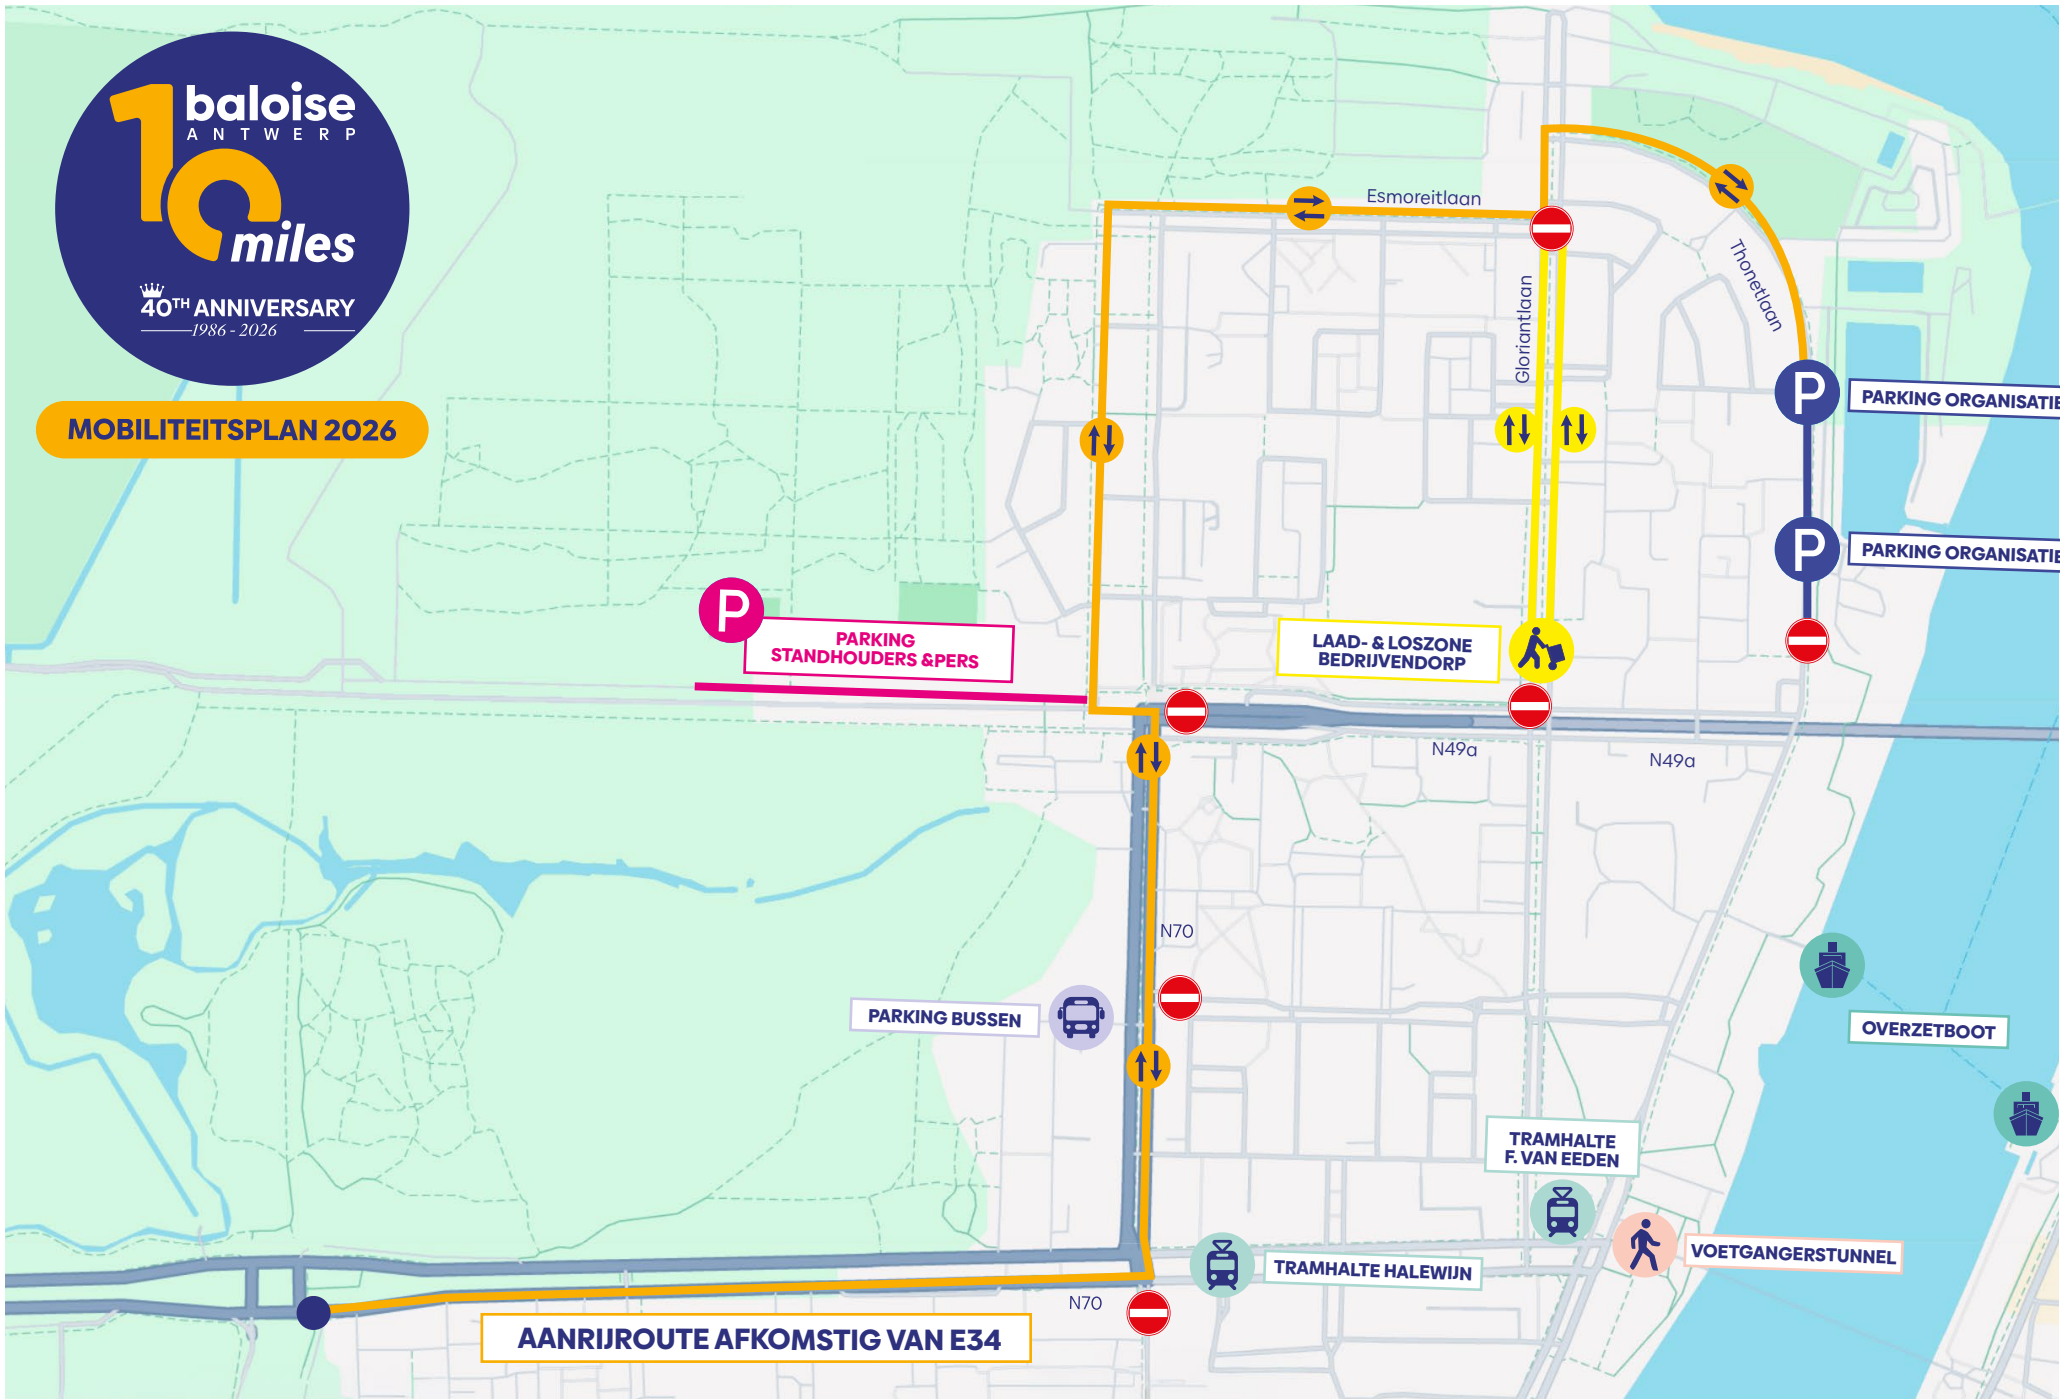 10
baloise
ANTWERP
miles
40TH ANNIVERSARY
1986 - 2026
MOBILITEITSPLAN 2026
Esmoreitlaan
Thonetlaan
Gloriantlaan
P
PARKING ORGANISATIE
P
PARKING ORGANISATIE
P
PARKING
STANDHOUDERS &PERS
LAAD- & LOSZONE
BEDRIJVENDORP
N49a
N49a
N70
PARKING BUSSEN
OVERZETBOOT
TRAMHALTE
F. VAN EEDEN
VOETGANGERSTUNNEL
TRAMHALTE HALEWIJN
N70
AANRIJROUTE AFKOMSTIG VAN E34